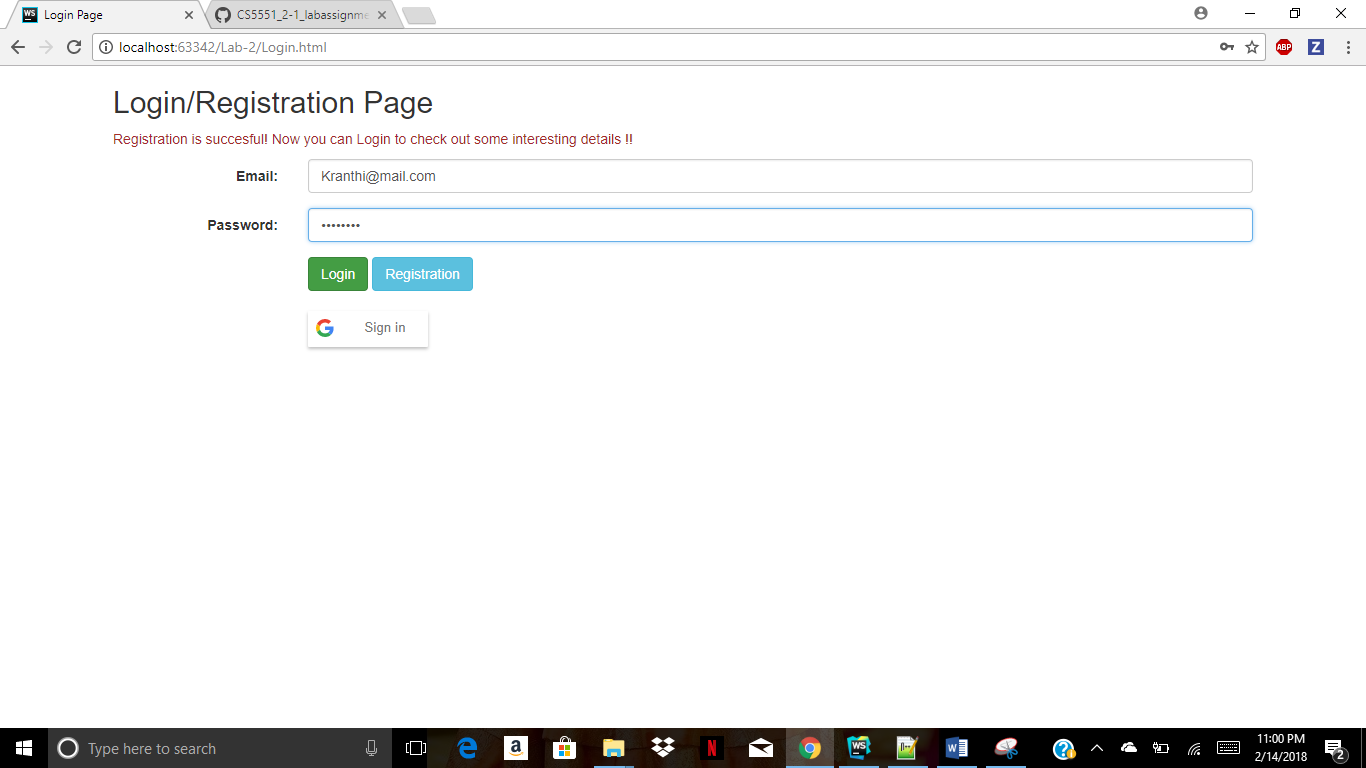 Login Page
CS5551_2-1_labassignme
localhost:63342/Lab-2/Login.html
ABP
Z
Login/Registration Page
Registration is succesful! Now you can Login to check out some interesting details !!
Email:
Kranthi@mail.com
Password:
••••••••
Login
Registration
Sign in
Type here to search
11:00 PM
2/14/2018
2